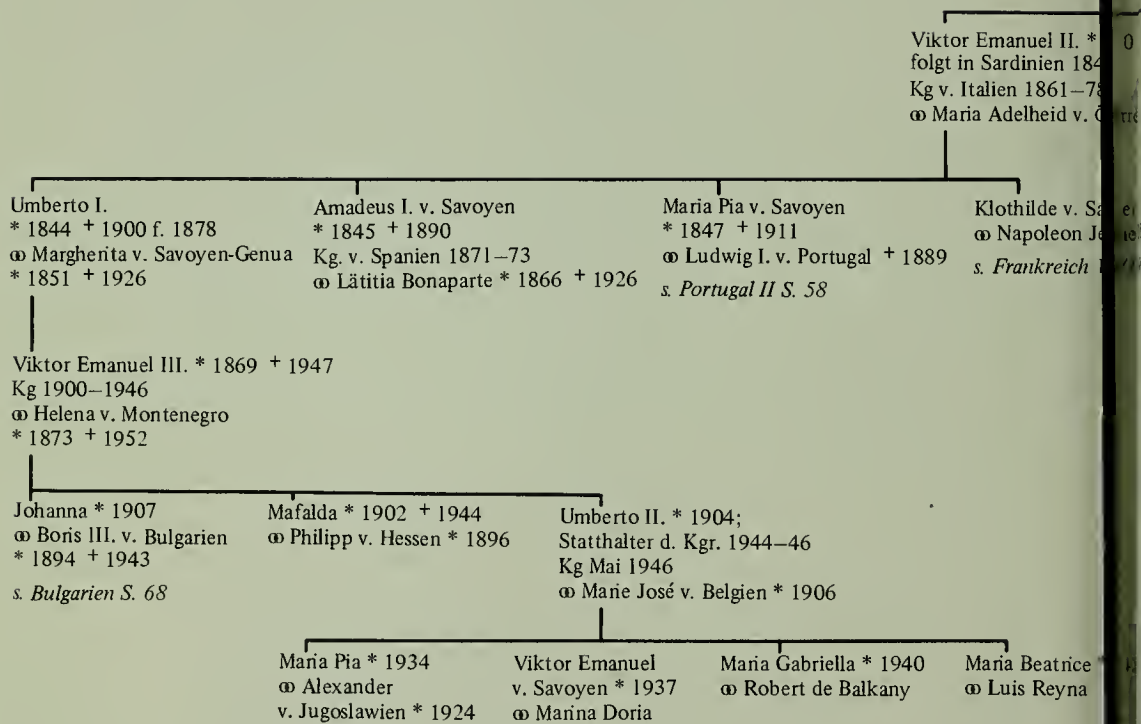 Viktor Emanuel II. *
folgt in Sardinien 184
Kg v. Italien 1861–78
⚭ Maria Adelheid v.
Umberto I.
* 1844 + 1900 f. 1878
⚭ Margherita v. Savoyen-Genua
* 1851 + 1926
Amadeus I. v. Savoyen
* 1845 + 1890
Kg. v. Spanien 1871–73
⚭ Lätitia Bonaparte * 1866 + 1926
Maria Pia v. Savoyen
* 1847 + 1911
⚭ Ludwig I. v. Portugal + 1889
s. Portugal II S. 58
Klothilde v.
⚭ Napoleon
s. Frankreich
Viktor Emanuel III. * 1869 + 1947
Kg 1900–1946
⚭ Helena v. Montenegro
* 1873 + 1952
Johanna * 1907
⚭ Boris III. v. Bulgarien
* 1894 + 1943
s. Bulgarien S. 68
Mafalda * 1902 + 1944
⚭ Philipp v. Hessen * 1896
Umberto II. * 1904;
Statthalter d. Kgr. 1944–46
Kg Mai 1946
⚭ Marie José v. Belgien * 1906
Maria Pia * 1934
⚭ Alexander
v. Jugoslawien * 1924
Viktor Emanuel
v. Savoyen * 1937
⚭ Marina Doria
Maria Gabriella * 1940
⚭ Robert de Balkany
Maria Beatrice
⚭ Luis Reyna